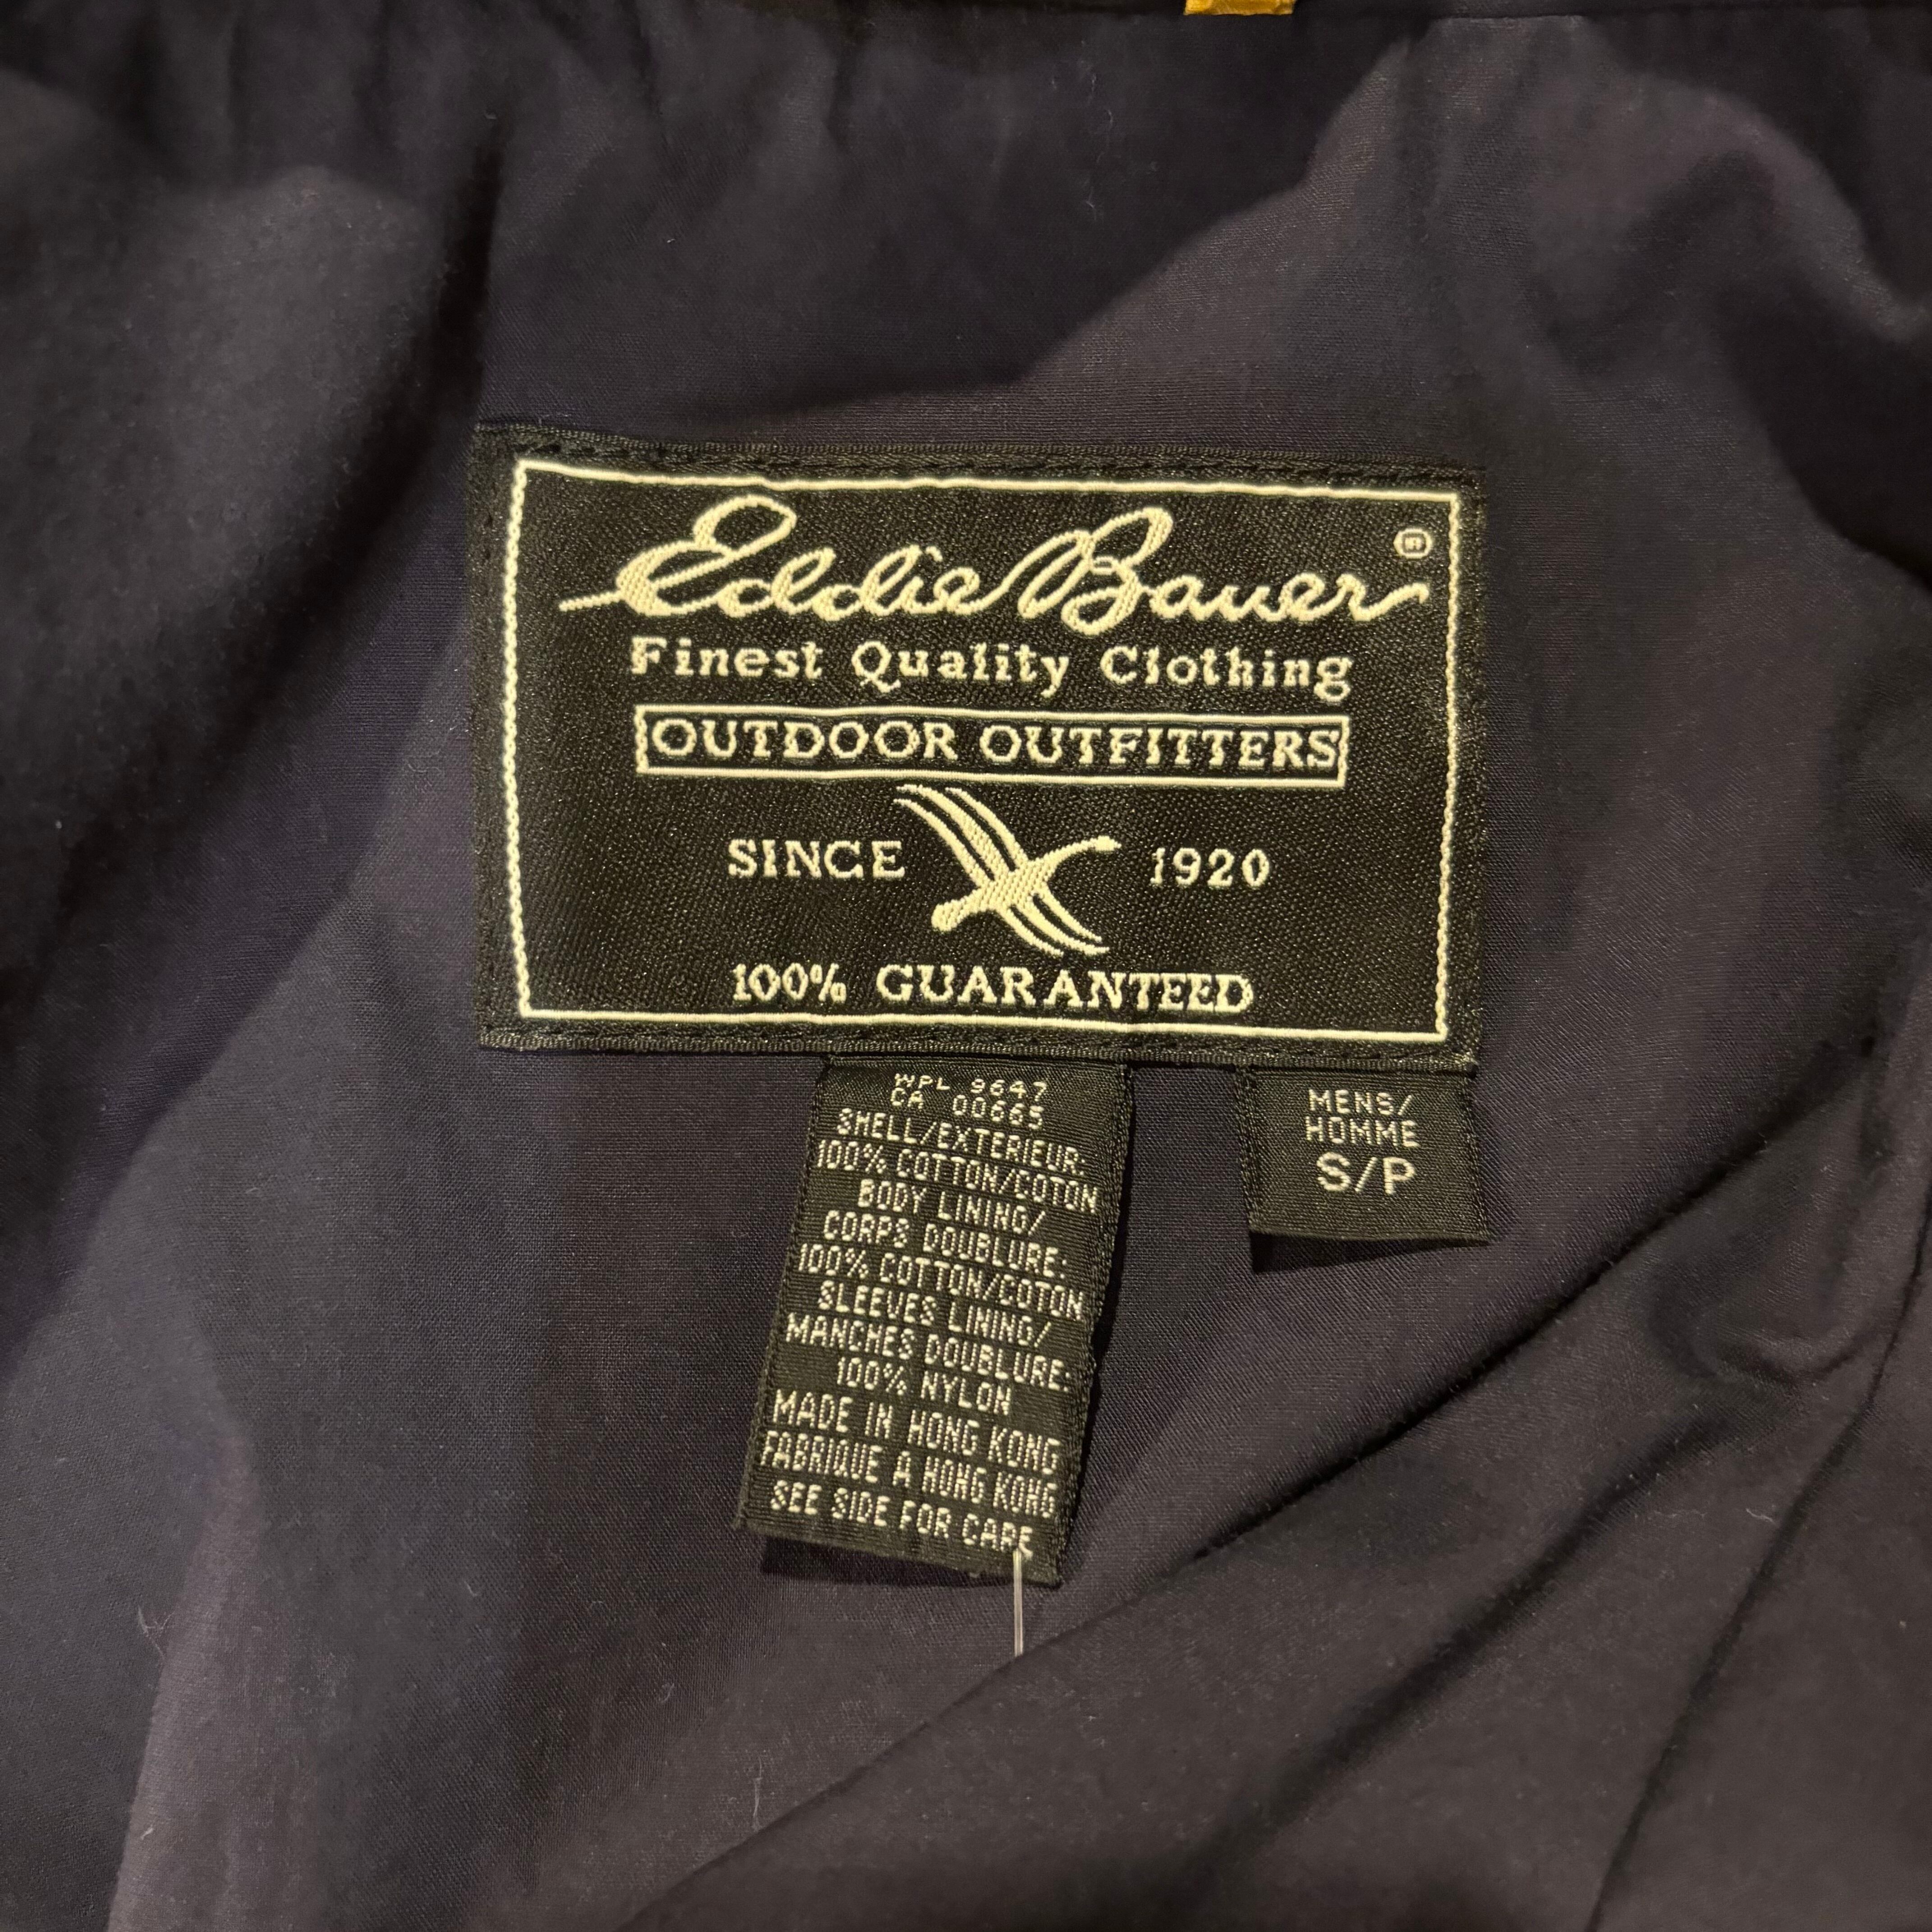 Eddie Bauer ®
Finest Quality Clothing
OUTDOOR OUTFITTERS
SINCE 1920
100% GUARANTEED
WPL 9647
CA 00665
SHELL/EXTERIEUR:
100% COTTON/COTON
BODY LINING/
CORPS DOUBLURE:
100% COTTON/COTON
SLEEVES LINING/
MANCHES DOUBLURE:
100% NYLON
MADE IN HONG KONG
FABRIQUE A HONG KONG
SEE SIDE FOR CARE
MENS/
HOMME
S/P